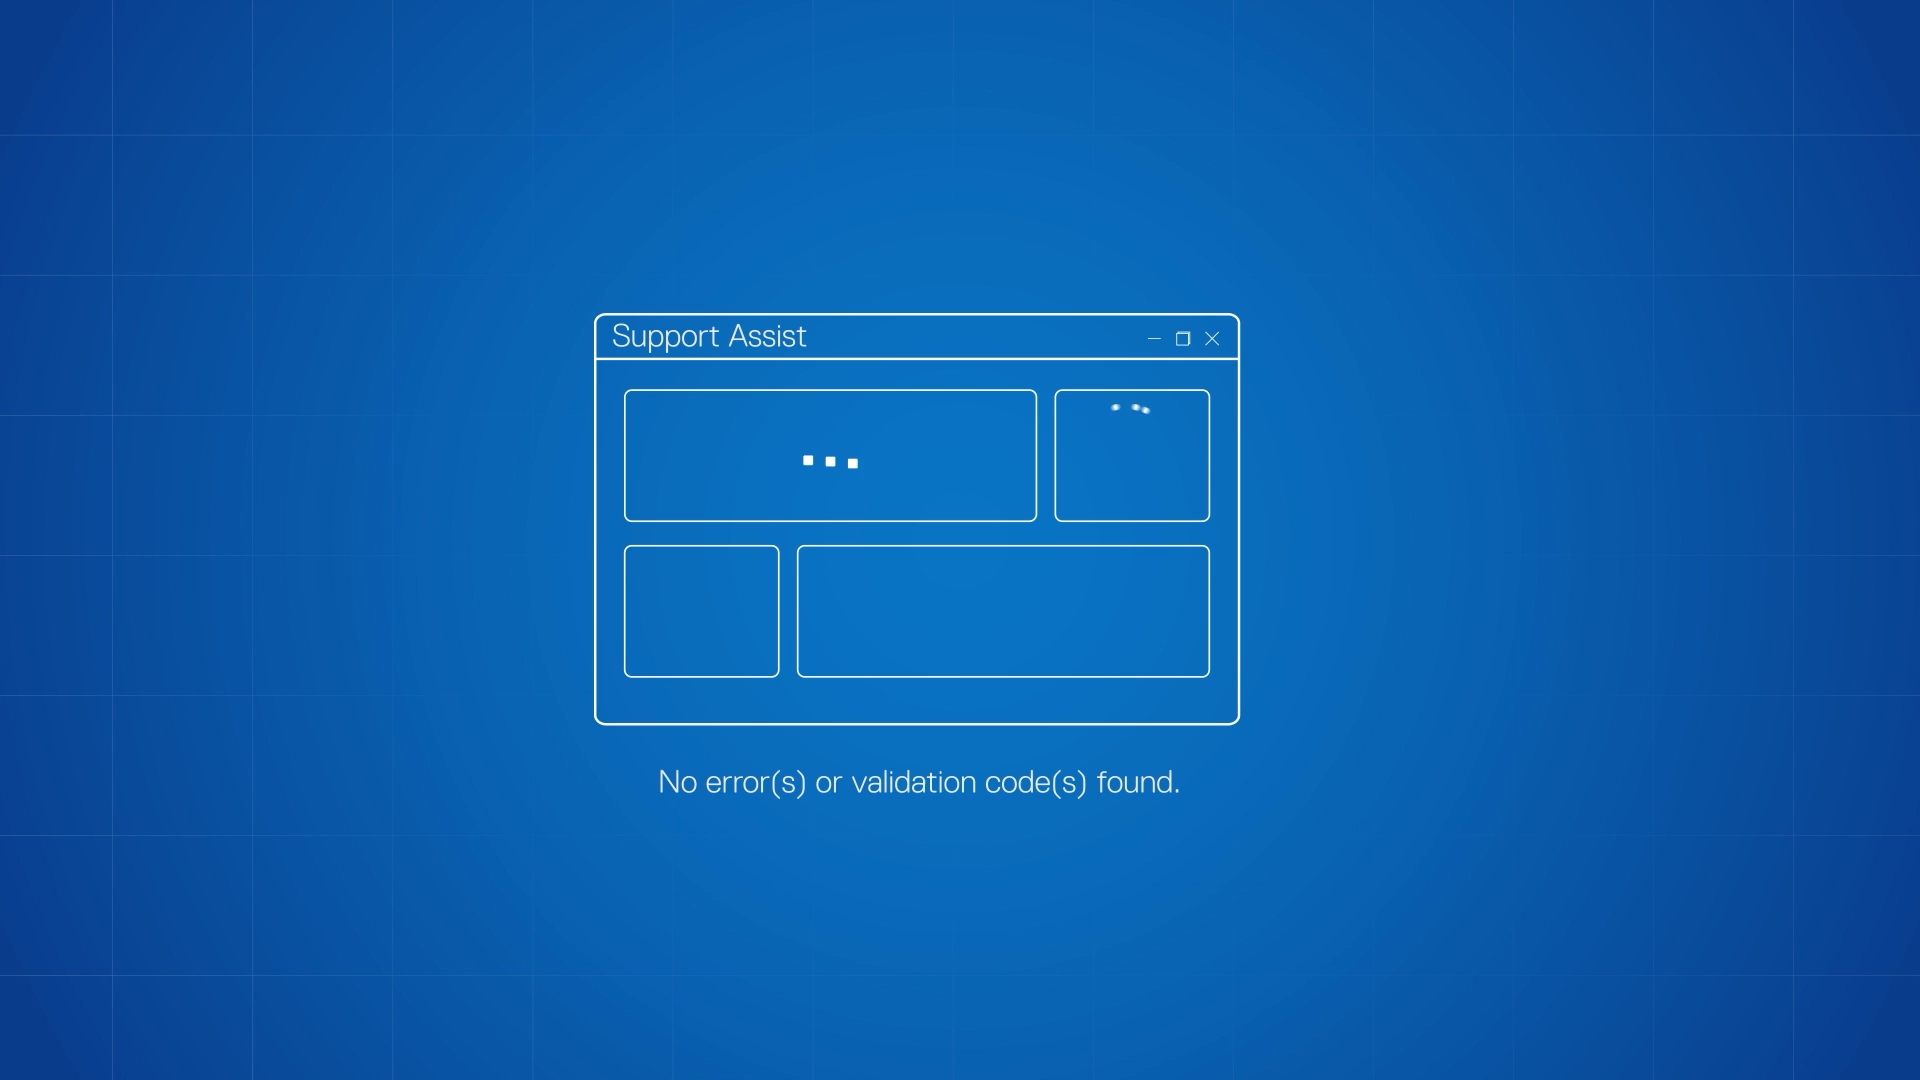 Support Assist
No error(s) or validation code(s) found.